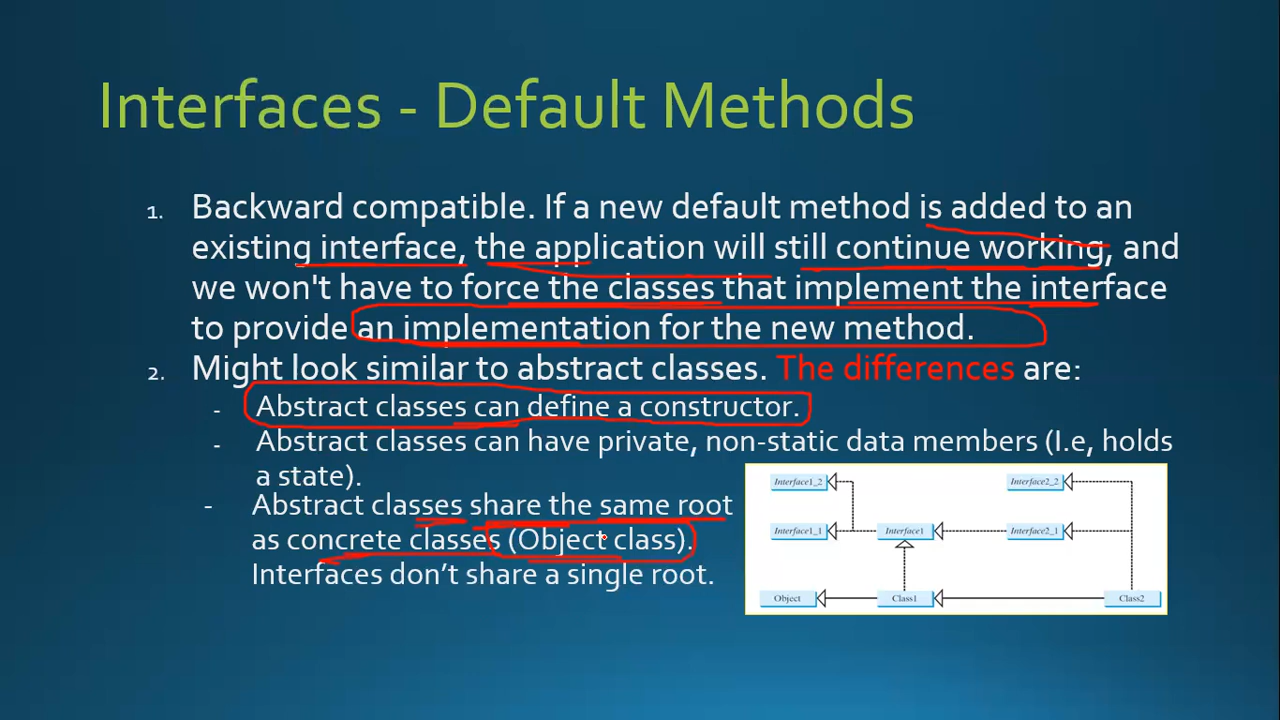 Interfaces - Default Methods
1. Backward compatible. If a new default method is added to an
existing interface, the application will still continue working, and
we won't have to force the classes that implement the interface
to provide an implementation for the new method.
2. Might look similar to abstract classes. The differences are:
- Abstract classes can define a constructor.
- Abstract classes can have private, non-static data members (I.e, holds
a state).
- Abstract classes share the same root
as concrete classes (Object class).
Interfaces don’t share a single root.
Interface1_2 Interface2_2
Interface1_1 Interface1 Interface2_1
Object Class1 Class2